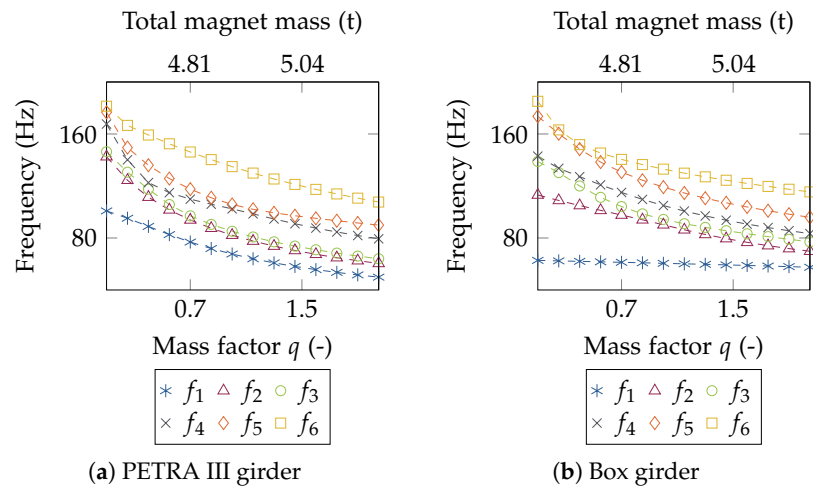 Total magnet mass (t)
4.81 5.04
Frequency (Hz)
160
80
0.7 1.5
Mass factor q (-)
f1 f2 f3
f4 f5 f6
(a) PETRA III girder
Total magnet mass (t)
4.81 5.04
Frequency (Hz)
160
80
0.7 1.5
Mass factor q (-)
f1 f2 f3
f4 f5 f6
(b) Box girder